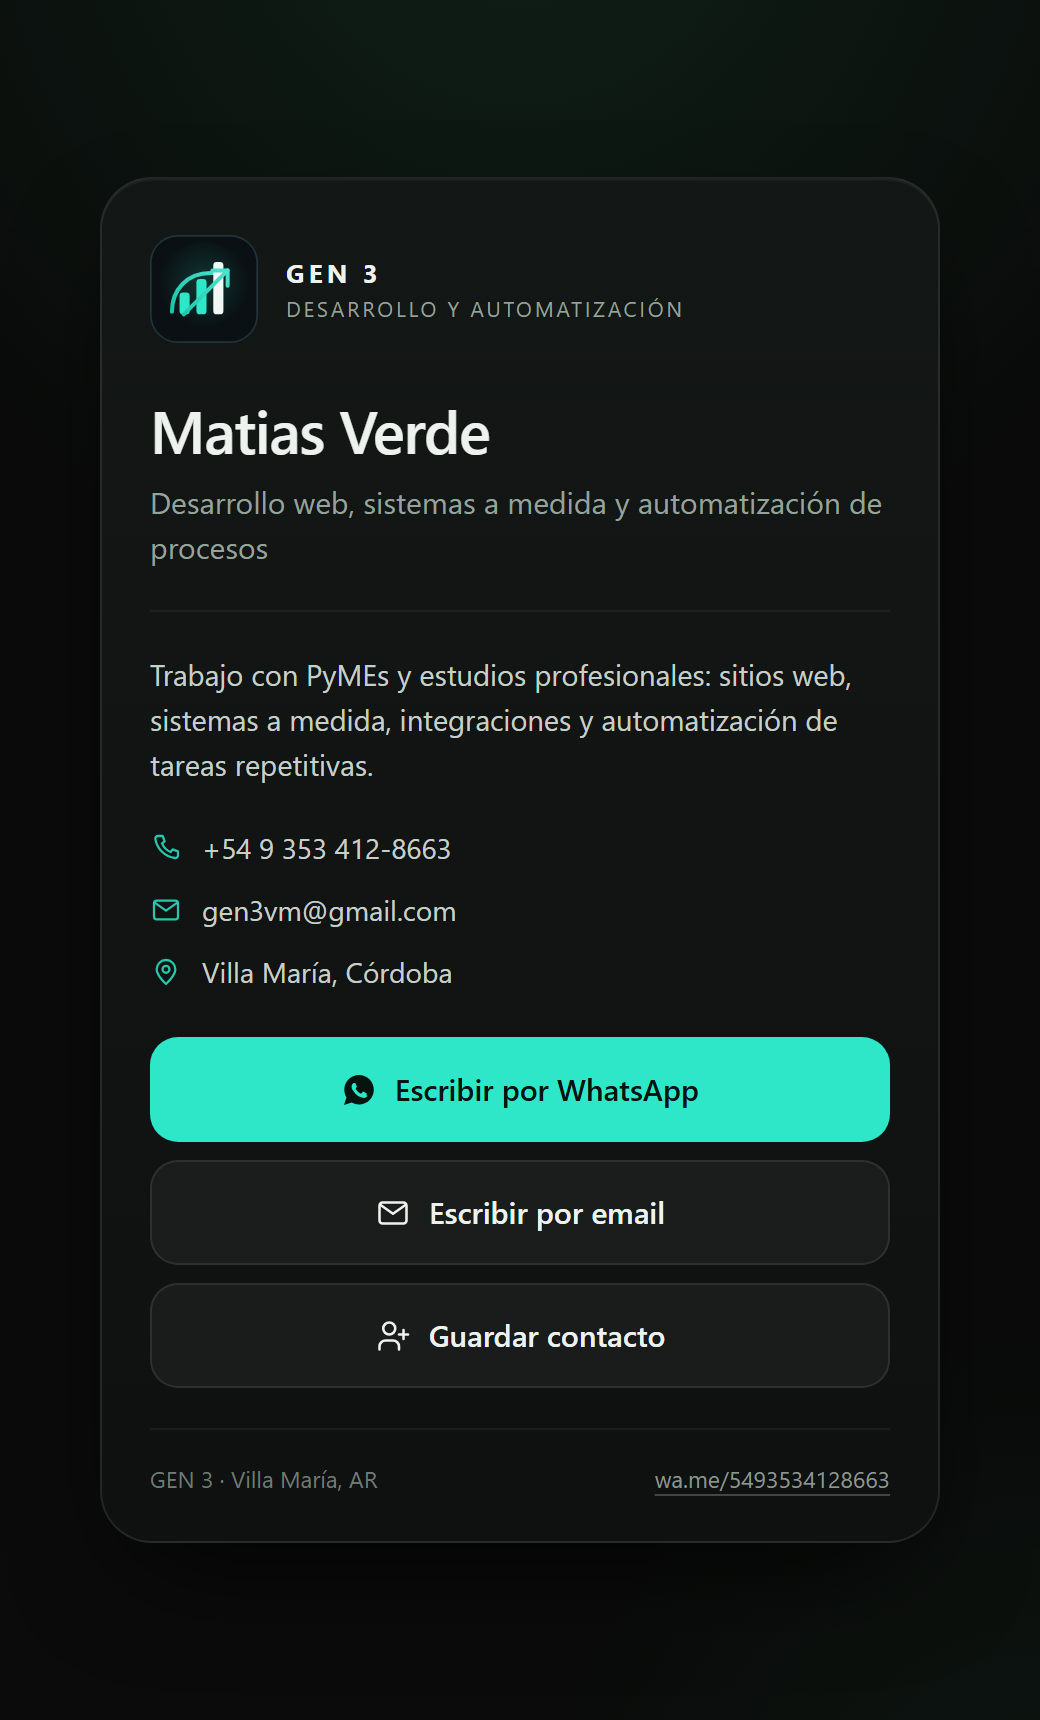 GEN 3
DESARROLLO Y AUTOMATIZACIÓN
Matias Verde
Desarrollo web, sistemas a medida y automatización de
procesos
Trabajo con PyMEs y estudios profesionales: sitios web,
sistemas a medida, integraciones y automatización de
tareas repetitivas.
+54 9 353 412-8663
gen3vm@gmail.com
Villa María, Córdoba
Escribir por WhatsApp
Escribir por email
Guardar contacto
GEN 3 · Villa María, AR
wa.me/5493534128663